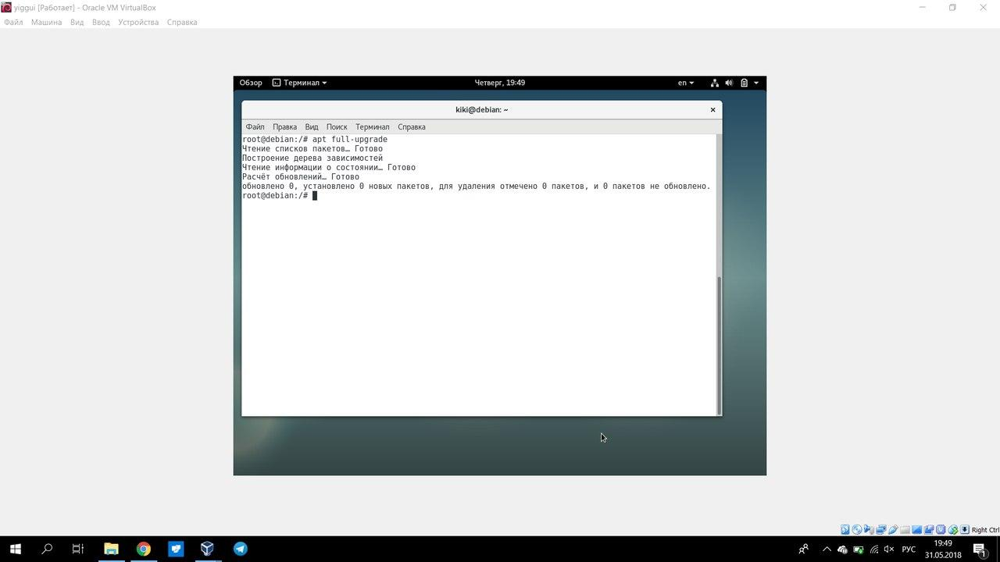 yiggui [Работает] - Oracle VM VirtualBox
Файл Машина Вид Ввод Устройства Справка
Обзор Терминал Четверг, 19:49 en
kiki@debian: ~
Файл Правка Вид Поиск Терминал Справка
root@debian:/# apt full-upgrade
Чтение списков пакетов… Готово
Построение дерева зависимостей
Чтение информации о состоянии… Готово
Расчёт обновлений… Готово
обновлено 0, установлено 0 новых пакетов, для удаления отмечено 0 пакетов, и 0 пакетов не обновлено.
root@debian:/#
Right Ctrl
РУС 19:49
31.05.2018 1